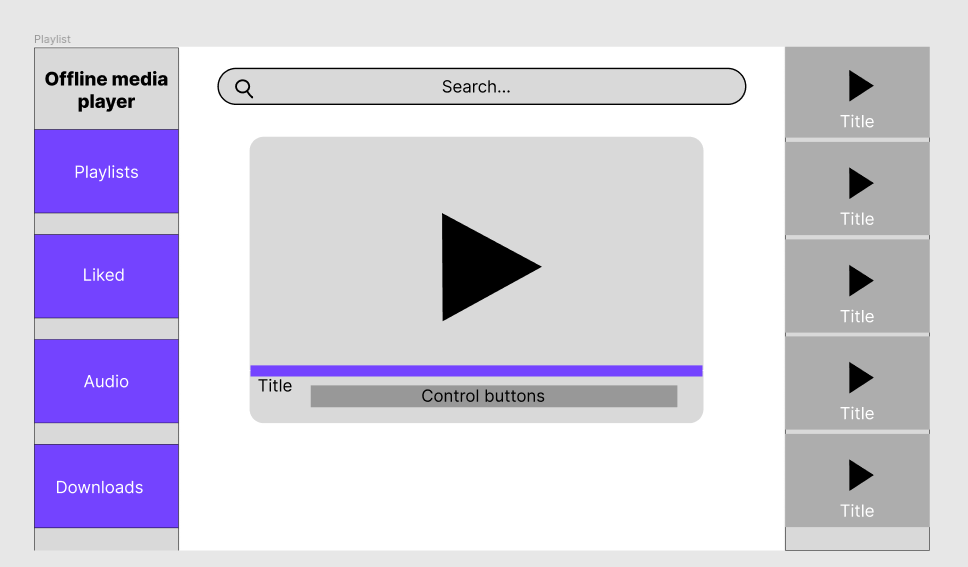 Playlist
Offline media
player
Playlists
Liked
Audio
Downloads
Search...
Title
Control buttons
Title
Title
Title
Title
Title